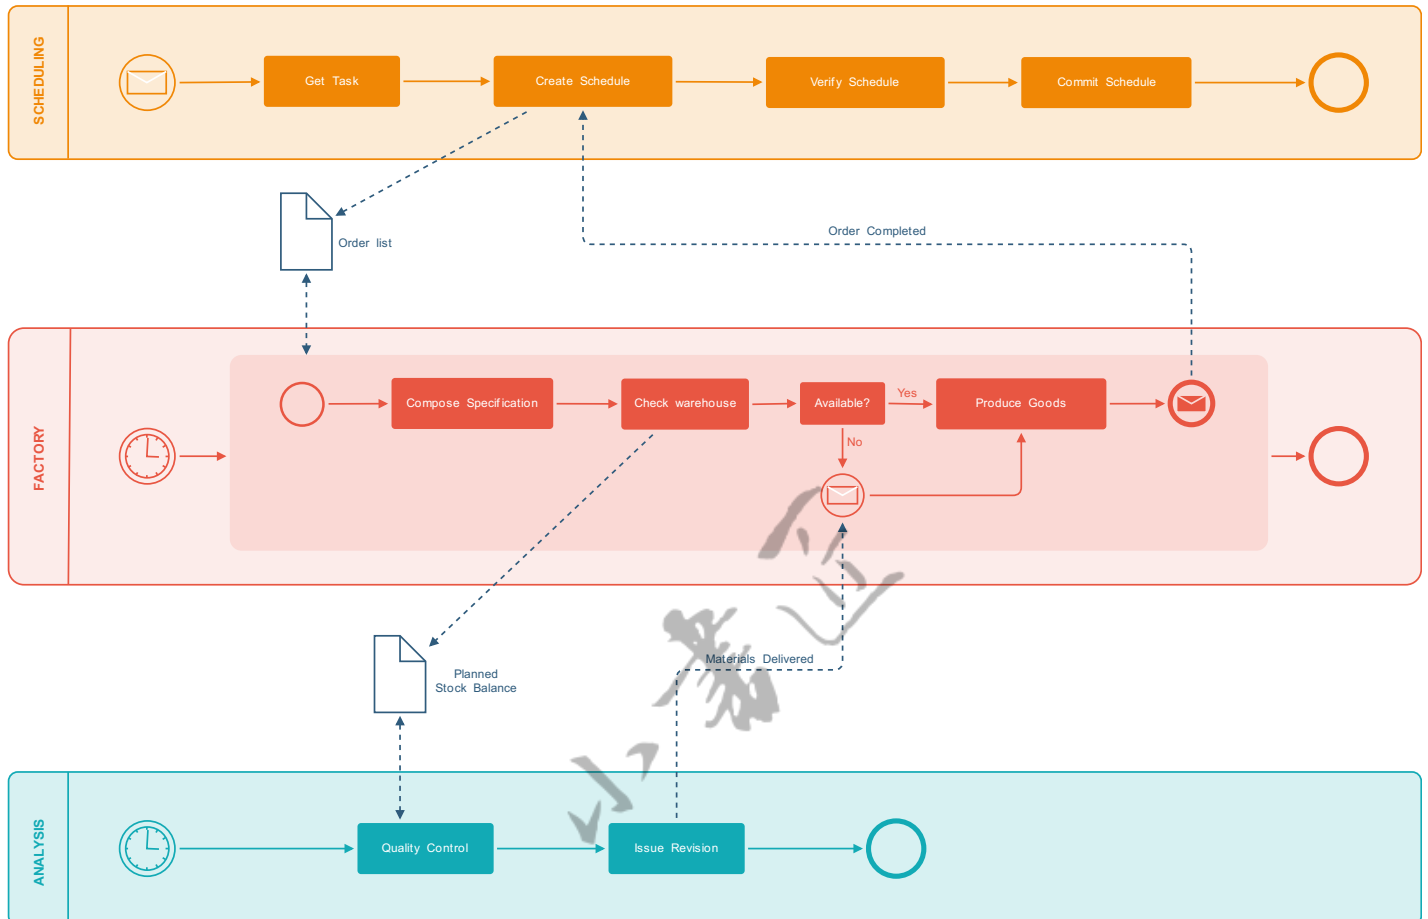 SCHEDULING
Get Task
Create Schedule
Verify Schedule
Commit Schedule
Order list
Order Completed
FACTORY
Compose Specification
Check warehouse
Available?
Yes
No
Produce Goods
Planned
Stock Balance
Materials Delivered
ANALYSIS
Quality Control
Issue Revision